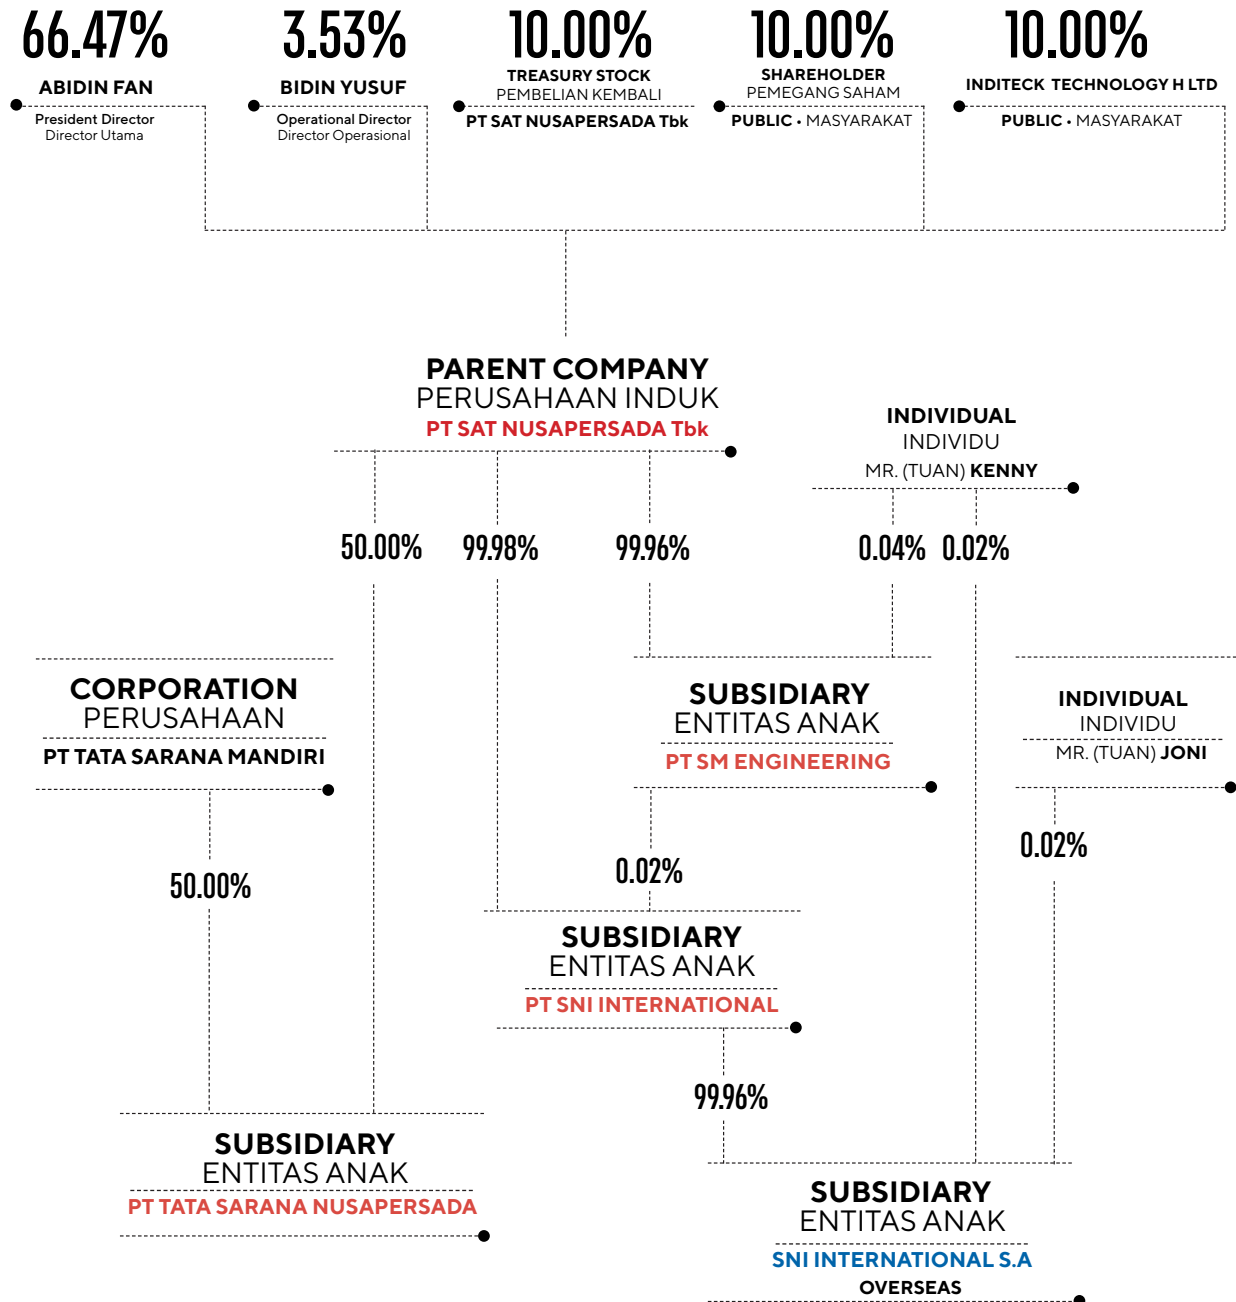 66.47%
ABIDIN FAN
President Director
Director Utama
3.53%
BIDIN YUSUF
Operational Director
Director Operasional
10.00%
TREASURY STOCK
PEMBELIAN KEMBALI
PT SAT NUSAPERSADA Tbk
10.00%
SHAREHOLDER
PEMEGANG SAHAM
PUBLIC • MASYARAKAT
10.00%
INDITECK TECHNOLOGY H LTD
PUBLIC • MASYARAKAT
PARENT COMPANY
PERUSAHAAN INDUK
PT SAT NUSAPERSADA Tbk
INDIVIDUAL
INDIVIDU
MR. (TUAN) KENNY
50.00%
99.98%
99.96%
0.04%
0.02%
CORPORATION
PERUSAHAAN
PT TATA SARANA MANDIRI
50.00%
SUBSIDIARY
ENTITAS ANAK
PT SM ENGINEERING
0.02%
INDIVIDUAL
INDIVIDU
MR. (TUAN) JONI
0.02%
SUBSIDIARY
ENTITAS ANAK
PT SNI INTERNATIONAL
99.96%
SUBSIDIARY
ENTITAS ANAK
PT TATA SARANA NUSAPERSADA
SUBSIDIARY
ENTITAS ANAK
SNI INTERNATIONAL S.A
OVERSEAS